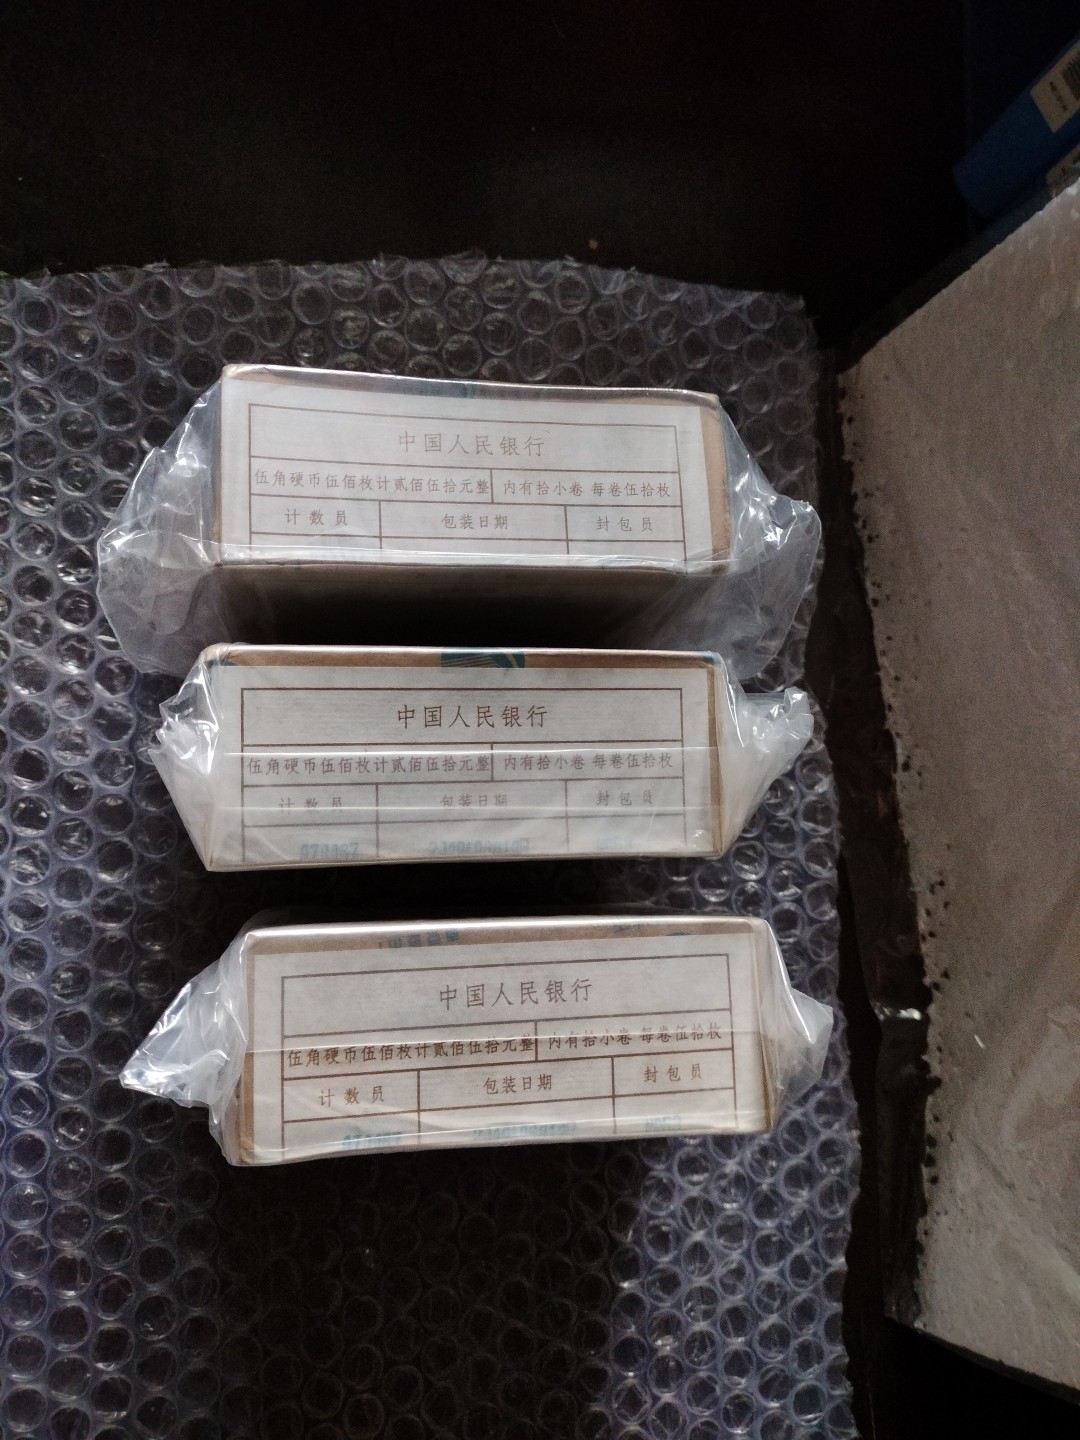 中国人民银行
伍角硬币伍佰枚计贰佰伍拾元整 内有拾小卷 每卷伍拾枚
计数员 包装日期 封包员
中国人民银行
伍角硬币伍佰枚计贰佰伍拾元整 内有拾小卷 每卷伍拾枚
计数员 包装日期 封包员
中国人民银行
伍角硬币伍佰枚计贰佰伍拾元整 内有拾小卷 每卷伍拾枚
计数员 包装日期 封包员